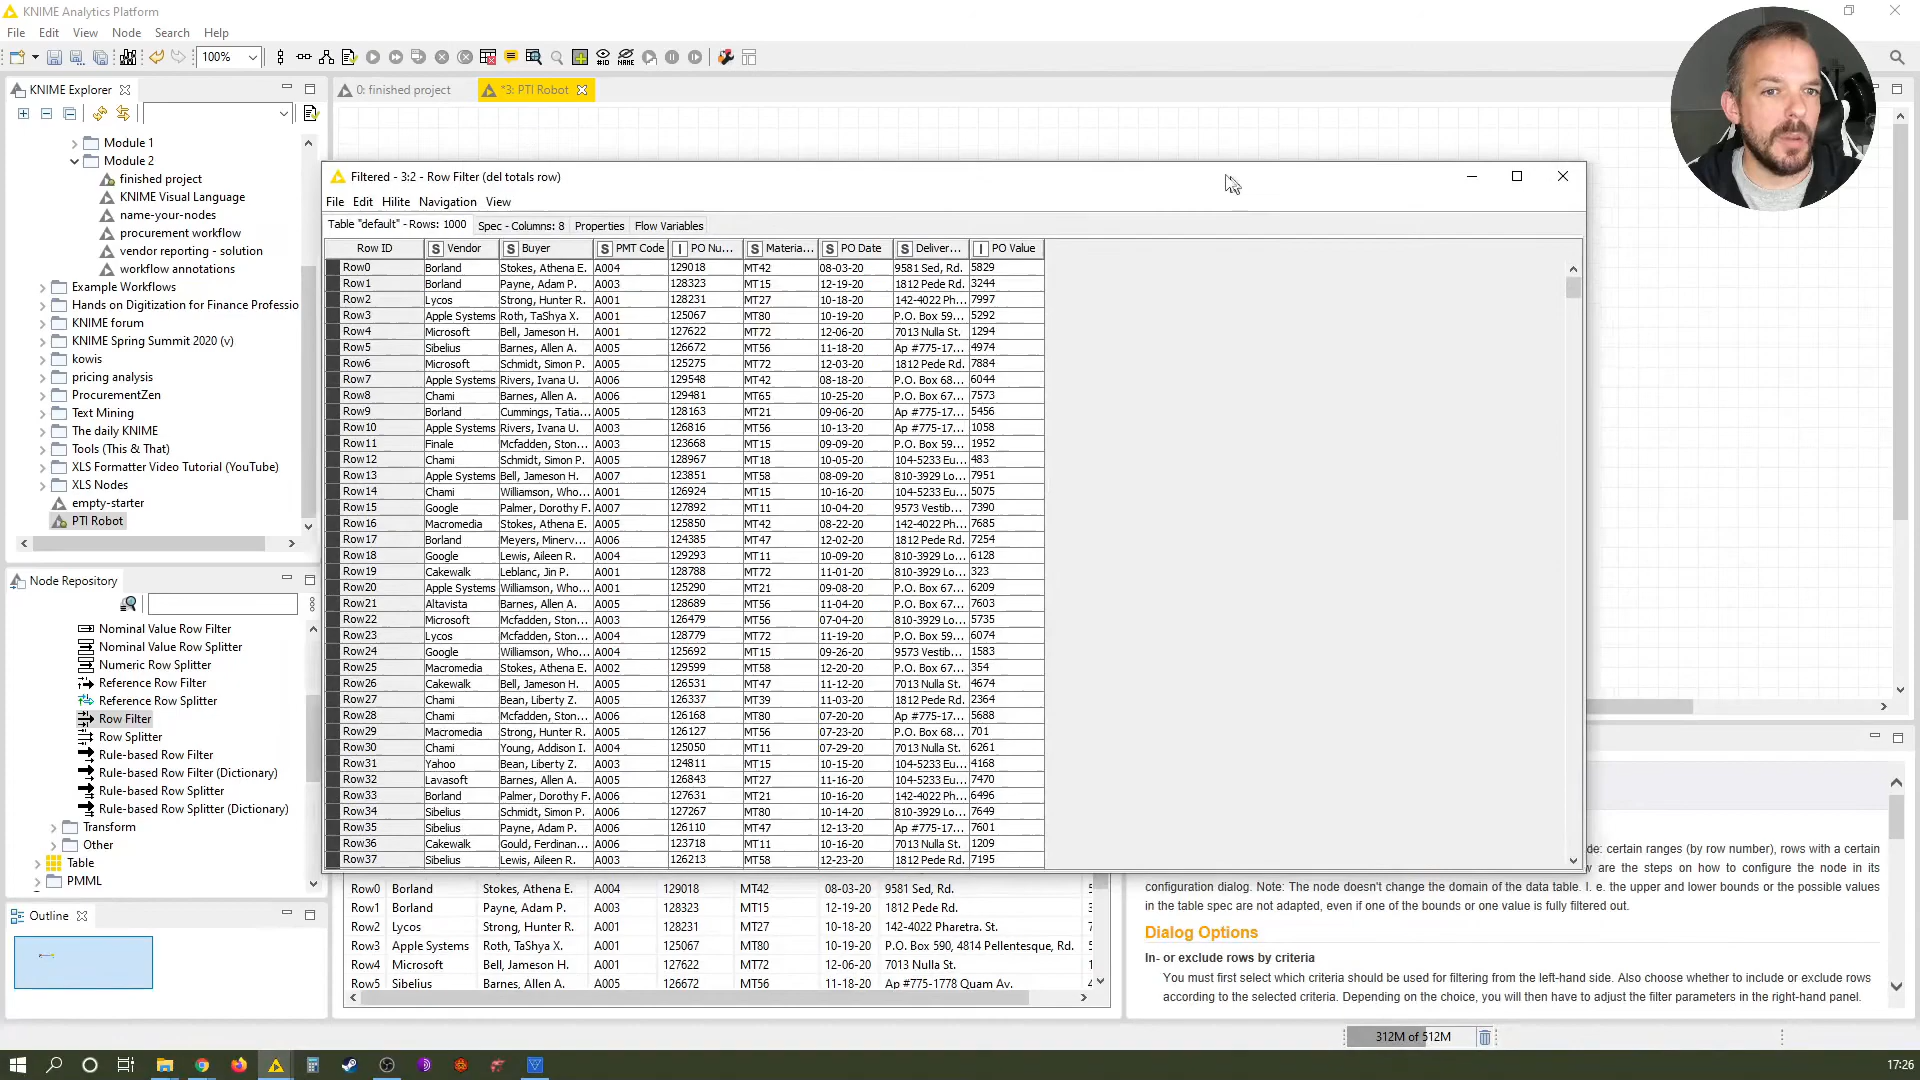 KNIME Analytics Platform
File Edit View Node Search Help
100%
KNIME Explorer
0: finished project
*3: PTI Robot
Module 1
Module 2
finished project
KNIME Visual Language
name-your-nodes
procurement workflow
vendor reporting - solution
workflow annotations
Example Workflows
Hands on Digitization for Finance Professio
KNIME forum
KNIME Spring Summit 2020 (v)
kowis
pricing analysis
ProcurementZen
Text Mining
The daily KNIME
Tools (This & That)
XLS Formatter Video Tutorial (YouTube)
XLS Nodes
empty-starter
PTI Robot
Filtered - 3:2 - Row Filter (del totals row)
File Edit Hilite Navigation View
Table "default" - Rows: 1000 Spec - Columns: 8 Properties Flow Variables
Row ID S Vendor S Buyer S PMT Code I PO Nu... S Materia... S PO Date S Deliver... I PO Value
Row0 Borland Stokes, Athena E. A004 129018 MT42 08-03-20 9581 Sed, Rd. 5829
Row1 Borland Payne, Adam P. A003 128323 MT15 12-19-20 1812 Pede Rd. 3244
Row2 Lycos Strong, Hunter R. A001 128231 MT27 10-18-20 142-4022 Ph... 7997
Row3 Apple Systems Roth, TaShya X. A001 125067 MT80 10-19-20 P.O. Box 59... 5292
Row4 Microsoft Bell, Jameson H. A001 127622 MT72 12-06-20 7013 Nulla St. 1294
Row5 Sibelius Barnes, Allen A. A005 126672 MT56 11-18-20 Ap #775-17... 4974
Row6 Microsoft Schmidt, Simon P. A005 125275 MT72 12-03-20 1812 Pede Rd. 7884
Row7 Apple Systems Rivers, Ivana U. A006 129548 MT42 08-18-20 P.O. Box 68... 6044
Row8 Chami Barnes, Allen A. A006 129481 MT65 10-25-20 P.O. Box 67... 7573
Row9 Borland Cummings, Tatia... A005 128163 MT21 09-06-20 Ap #775-17... 5456
Row10 Apple Systems Rivers, Ivana U. A003 126816 MT56 10-13-20 Ap #775-17... 1058
Row11 Finale Mcfadden, Ston... A003 123668 MT15 09-09-20 P.O. Box 59... 1952
Row12 Chami Schmidt, Simon P. A005 128967 MT18 10-05-20 104-5233 Eu... 483
Row13 Apple Systems Bell, Jameson H. A007 123851 MT58 08-09-20 810-3929 Lo... 7951
Row14 Chami Williamson, Who... A001 126924 MT15 10-16-20 104-5233 Eu... 5075
Row15 Google Palmer, Dorothy F. A007 127892 MT11 10-04-20 9573 Vestib... 7390
Row16 Macromedia Stokes, Athena E. A005 125850 MT42 08-22-20 142-4022 Ph... 7685
Row17 Borland Meyers, Minerv... A006 124385 MT47 12-02-20 1812 Pede Rd. 7254
Row18 Google Lewis, Aileen R. A004 129293 MT11 10-09-20 810-3929 Lo... 6128
Row19 Cakewalk Leblanc, Jin P. A001 128788 MT72 11-01-20 810-3929 Lo... 323
Row20 Apple Systems Williamson, Who... A001 125290 MT21 09-08-20 P.O. Box 67... 6209
Row21 Altavista Barnes, Allen A. A005 128689 MT56 11-04-20 P.O. Box 67... 7603
Row22 Microsoft Mcfadden, Ston... A003 126479 MT56 07-04-20 810-3929 Lo... 5735
Row23 Lycos Mcfadden, Ston... A004 128779 MT72 11-19-20 P.O. Box 59... 6074
Row24 Google Williamson, Who... A004 125692 MT15 09-26-20 9573 Vestib... 1583
Row25 Macromedia Stokes, Athena E. A002 129599 MT58 12-20-20 P.O. Box 67... 354
Row26 Cakewalk Bell, Jameson H. A005 126531 MT47 11-12-20 7013 Nulla St. 4674
Row27 Chami Bean, Liberty Z. A005 126337 MT39 11-03-20 1812 Pede Rd. 2364
Row28 Chami Mcfadden, Ston... A006 126168 MT80 07-20-20 Ap #775-17... 5688
Row29 Macromedia Strong, Hunter R. A005 126127 MT56 07-23-20 P.O. Box 68... 701
Row30 Chami Young, Addison I. A004 125050 MT11 07-29-20 7013 Nulla St. 6261
Row31 Yahoo Bean, Liberty Z. A003 124811 MT15 10-15-20 104-5233 Eu... 4168
Row32 Lavasoft Barnes, Allen A. A005 126843 MT27 11-16-20 104-5233 Eu... 7470
Row33 Borland Palmer, Dorothy F. A006 127631 MT21 10-16-20 142-4022 Ph... 6496
Row34 Sibelius Schmidt, Simon P. A006 127267 MT80 10-14-20 810-3929 Lo... 7649
Row35 Sibelius Payne, Adam P. A006 126110 MT47 12-13-20 Ap #775-17... 7601
Row36 Cakewalk Gould, Ferdinan... A006 123718 MT11 10-16-20 7013 Nulla St. 1209
Row37 Sibelius Lewis, Aileen R. A003 126213 MT58 12-23-20 1812 Pede Rd. 7195
Node Repository
Nominal Value Row Filter
Nominal Value Row Splitter
Numeric Row Splitter
Reference Row Filter
Reference Row Splitter
Row Filter
Row Splitter
Rule-based Row Filter
Rule-based Row Filter (Dictionary)
Rule-based Row Splitter
Rule-based Row Splitter (Dictionary)
Transform
Other
Table
PMML
Outline
Row0 Borland Stokes, Athena E. A004 129018 MT42 08-03-20 9581 Sed, Rd.
Row1 Borland Payne, Adam P. A003 128323 MT15 12-19-20 1812 Pede Rd.
Row2 Lycos Strong, Hunter R. A001 128231 MT27 10-18-20 142-4022 Pharetra. St.
Row3 Apple Systems Roth, TaShya X. A001 125067 MT80 10-19-20 P.O. Box 590, 4814 Pellentesque, Rd.
Row4 Microsoft Bell, Jameson H. A001 127622 MT72 12-06-20 7013 Nulla St.
Row5 Sibelius Barnes, Allen A. A005 126672 MT56 11-18-20 Ap #775-1778 Quam Av.
de: certain ranges (by row number), rows with a certain
w are the steps on how to configure the node in its
configuration dialog. Note: The node doesn't change the domain of the data table. I. e. the upper and lower bounds or the possible values
in the table spec are not adapted, even if one of the bounds or one value is fully filtered out.
Dialog Options
In- or exclude rows by criteria
You must first select which criteria should be used for filtering from the left-hand side. Also choose whether to include or exclude rows
according to the selected criteria. Depending on the choice, you will then have to adjust the filter parameters in the right-hand panel.
312M of 512M
17:26